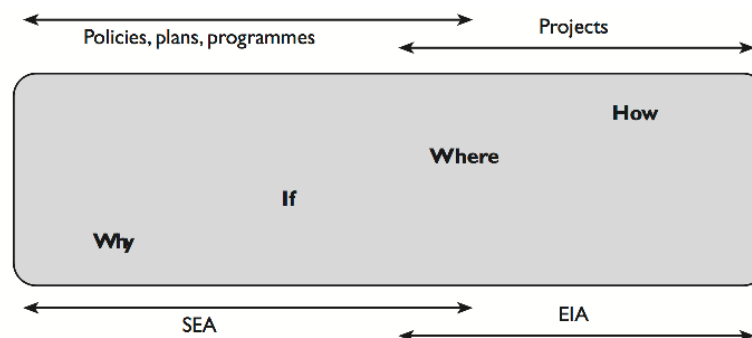 Policies, plans, programmes
Projects
How
Where
If
Why
SEA
EIA